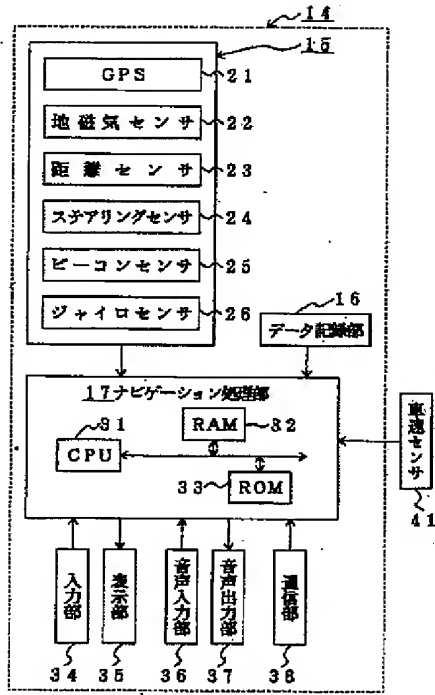 14
15
GPS 21
地磁気センサ 22
距離センサ 23
ステアリングセンサ 24
ビーコンセンサ 25
ジャイロセンサ 26
16
データ記録部
17ナビゲーション処理部
31
RAM 32
CPU
33 ROM
車速センサ
41
入力部
表示部
音声入力部
音声出力部
通信部
34 35 36 37 38